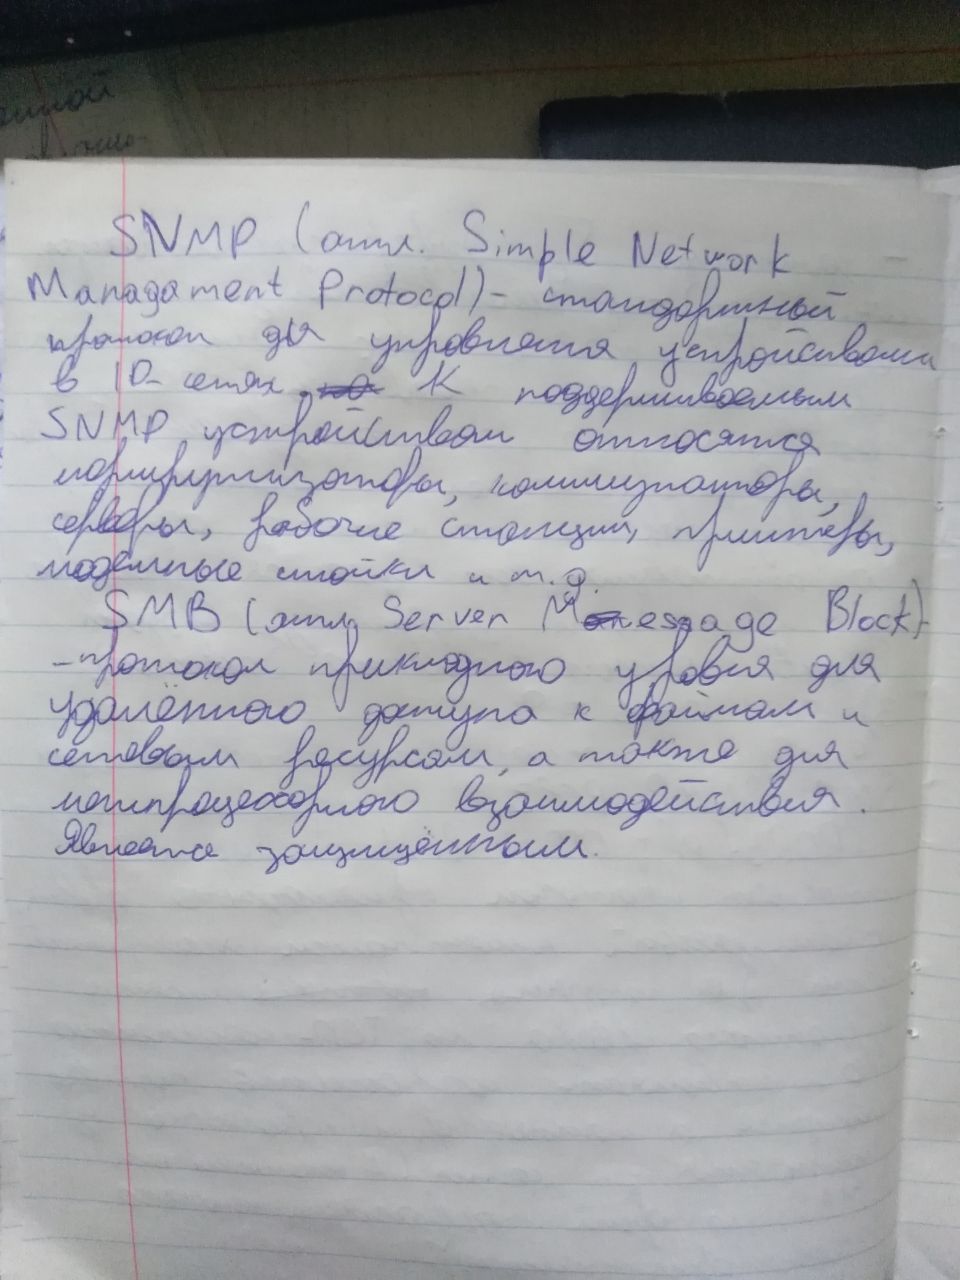 анной
SNMP (англ. Simple Network
Managament Protocol) - стандартный
протокол для управления устройствами
в IP-сетях. К поддерживаемым
SNMP устройствам относятся
маршрутизаторы, коммутаторы,
серверы, рабочие станции, принтеры,
модемные стойки и т.д.
SMB (англ. Server Message Block) -
- протокол прикладного уровня для
удалённого доступа к файлам и
сетевым ресурсам, а также для
межпроцессорного взаимодействия.
Является защищённым.